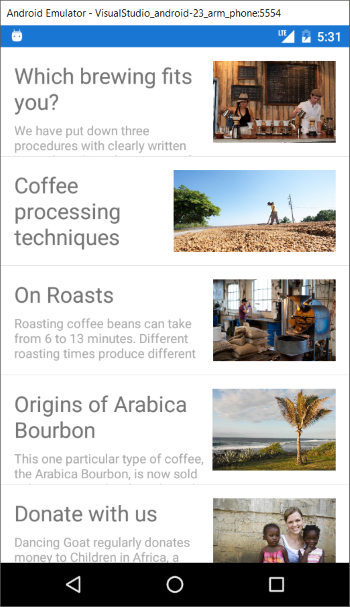 Android Emulator - VisualStudio_android-23_arm_phone:5554
LTE 5:31
Which brewing fits
you?
We have put down three
procedures with clearly written
Coffee
processing
techniques
On Roasts
Roasting coffee beans can take
from 6 to 13 minutes. Different
roasting times produce different
Origins of Arabica
Bourbon
This one particular type of coffee,
the Arabica Bourbon, is now sold
Donate with us
Dancing Goat regularly donates
money to Children in Africa, a